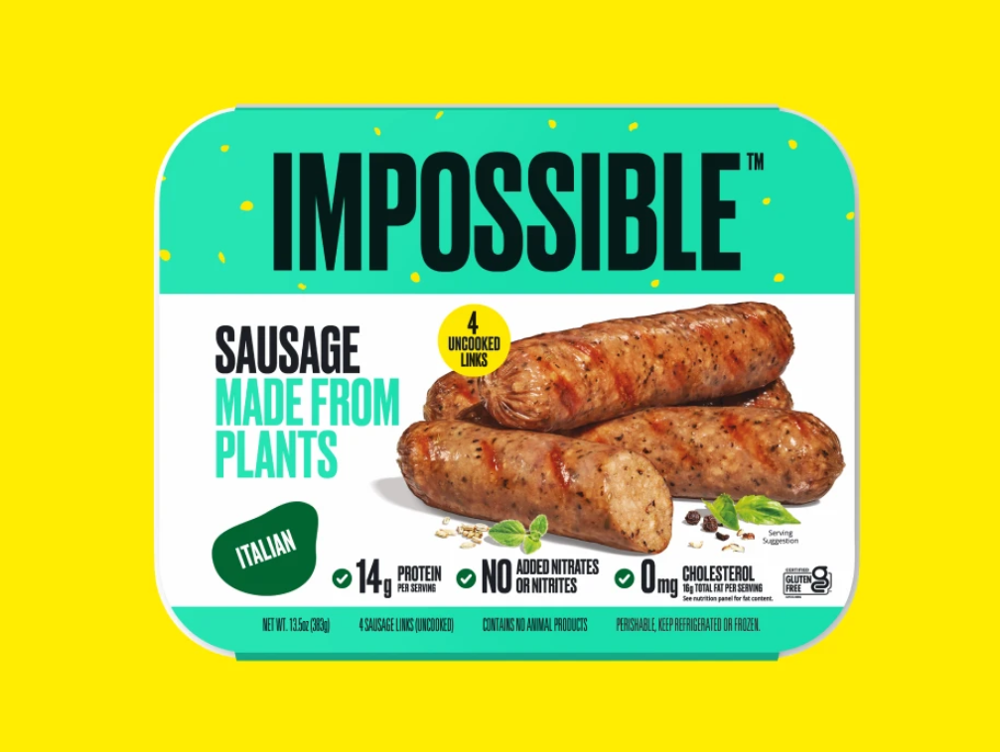 IMPOSSIBLE™
4
UNCOOKED
LINKS
SAUSAGE
MADE FROM
PLANTS
ITALIAN
14g PROTEIN
PER SERVING
NO ADDED NITRATES
OR NITRITES
0mg CHOLESTEROL
16g TOTAL FAT PER SERVING
See nutrition panel for fat content.
Serving
Suggestion
CERTIFIED
GLUTEN
FREE
NET WT. 13.5oz (383g)
4 SAUSAGE LINKS (UNCOOKED)
CONTAINS NO ANIMAL PRODUCTS
PERISHABLE, KEEP REFRIGERATED OR FROZEN.